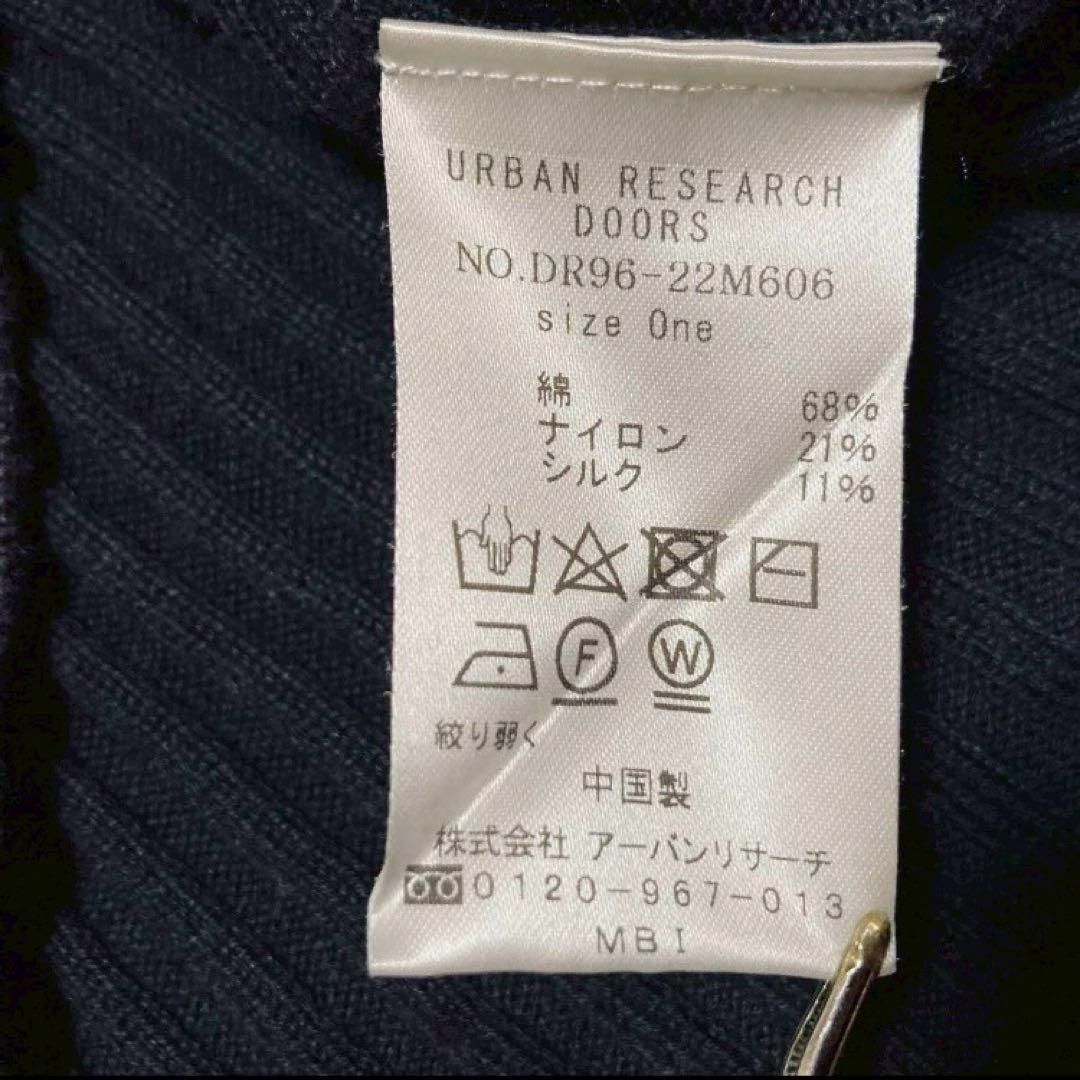 URBAN RESEARCH
DOORS
NO.DR96-22M606
size One
綿 68%
ナイロン 21%
シルク 11%
F W
絞り弱く
中国製
株式会社 アーバンリサーチ
0120-967-013
MBI